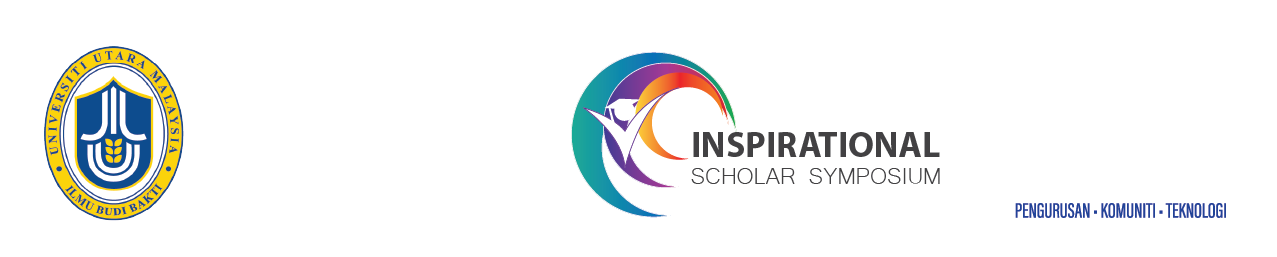 UNIVERSITI UTARA MALAYSIA
ILMU BUDI BAKTI
INSPIRATIONAL
SCHOLAR SYMPOSIUM
PENGURUSAN • KOMUNITI • TEKNOLOGI